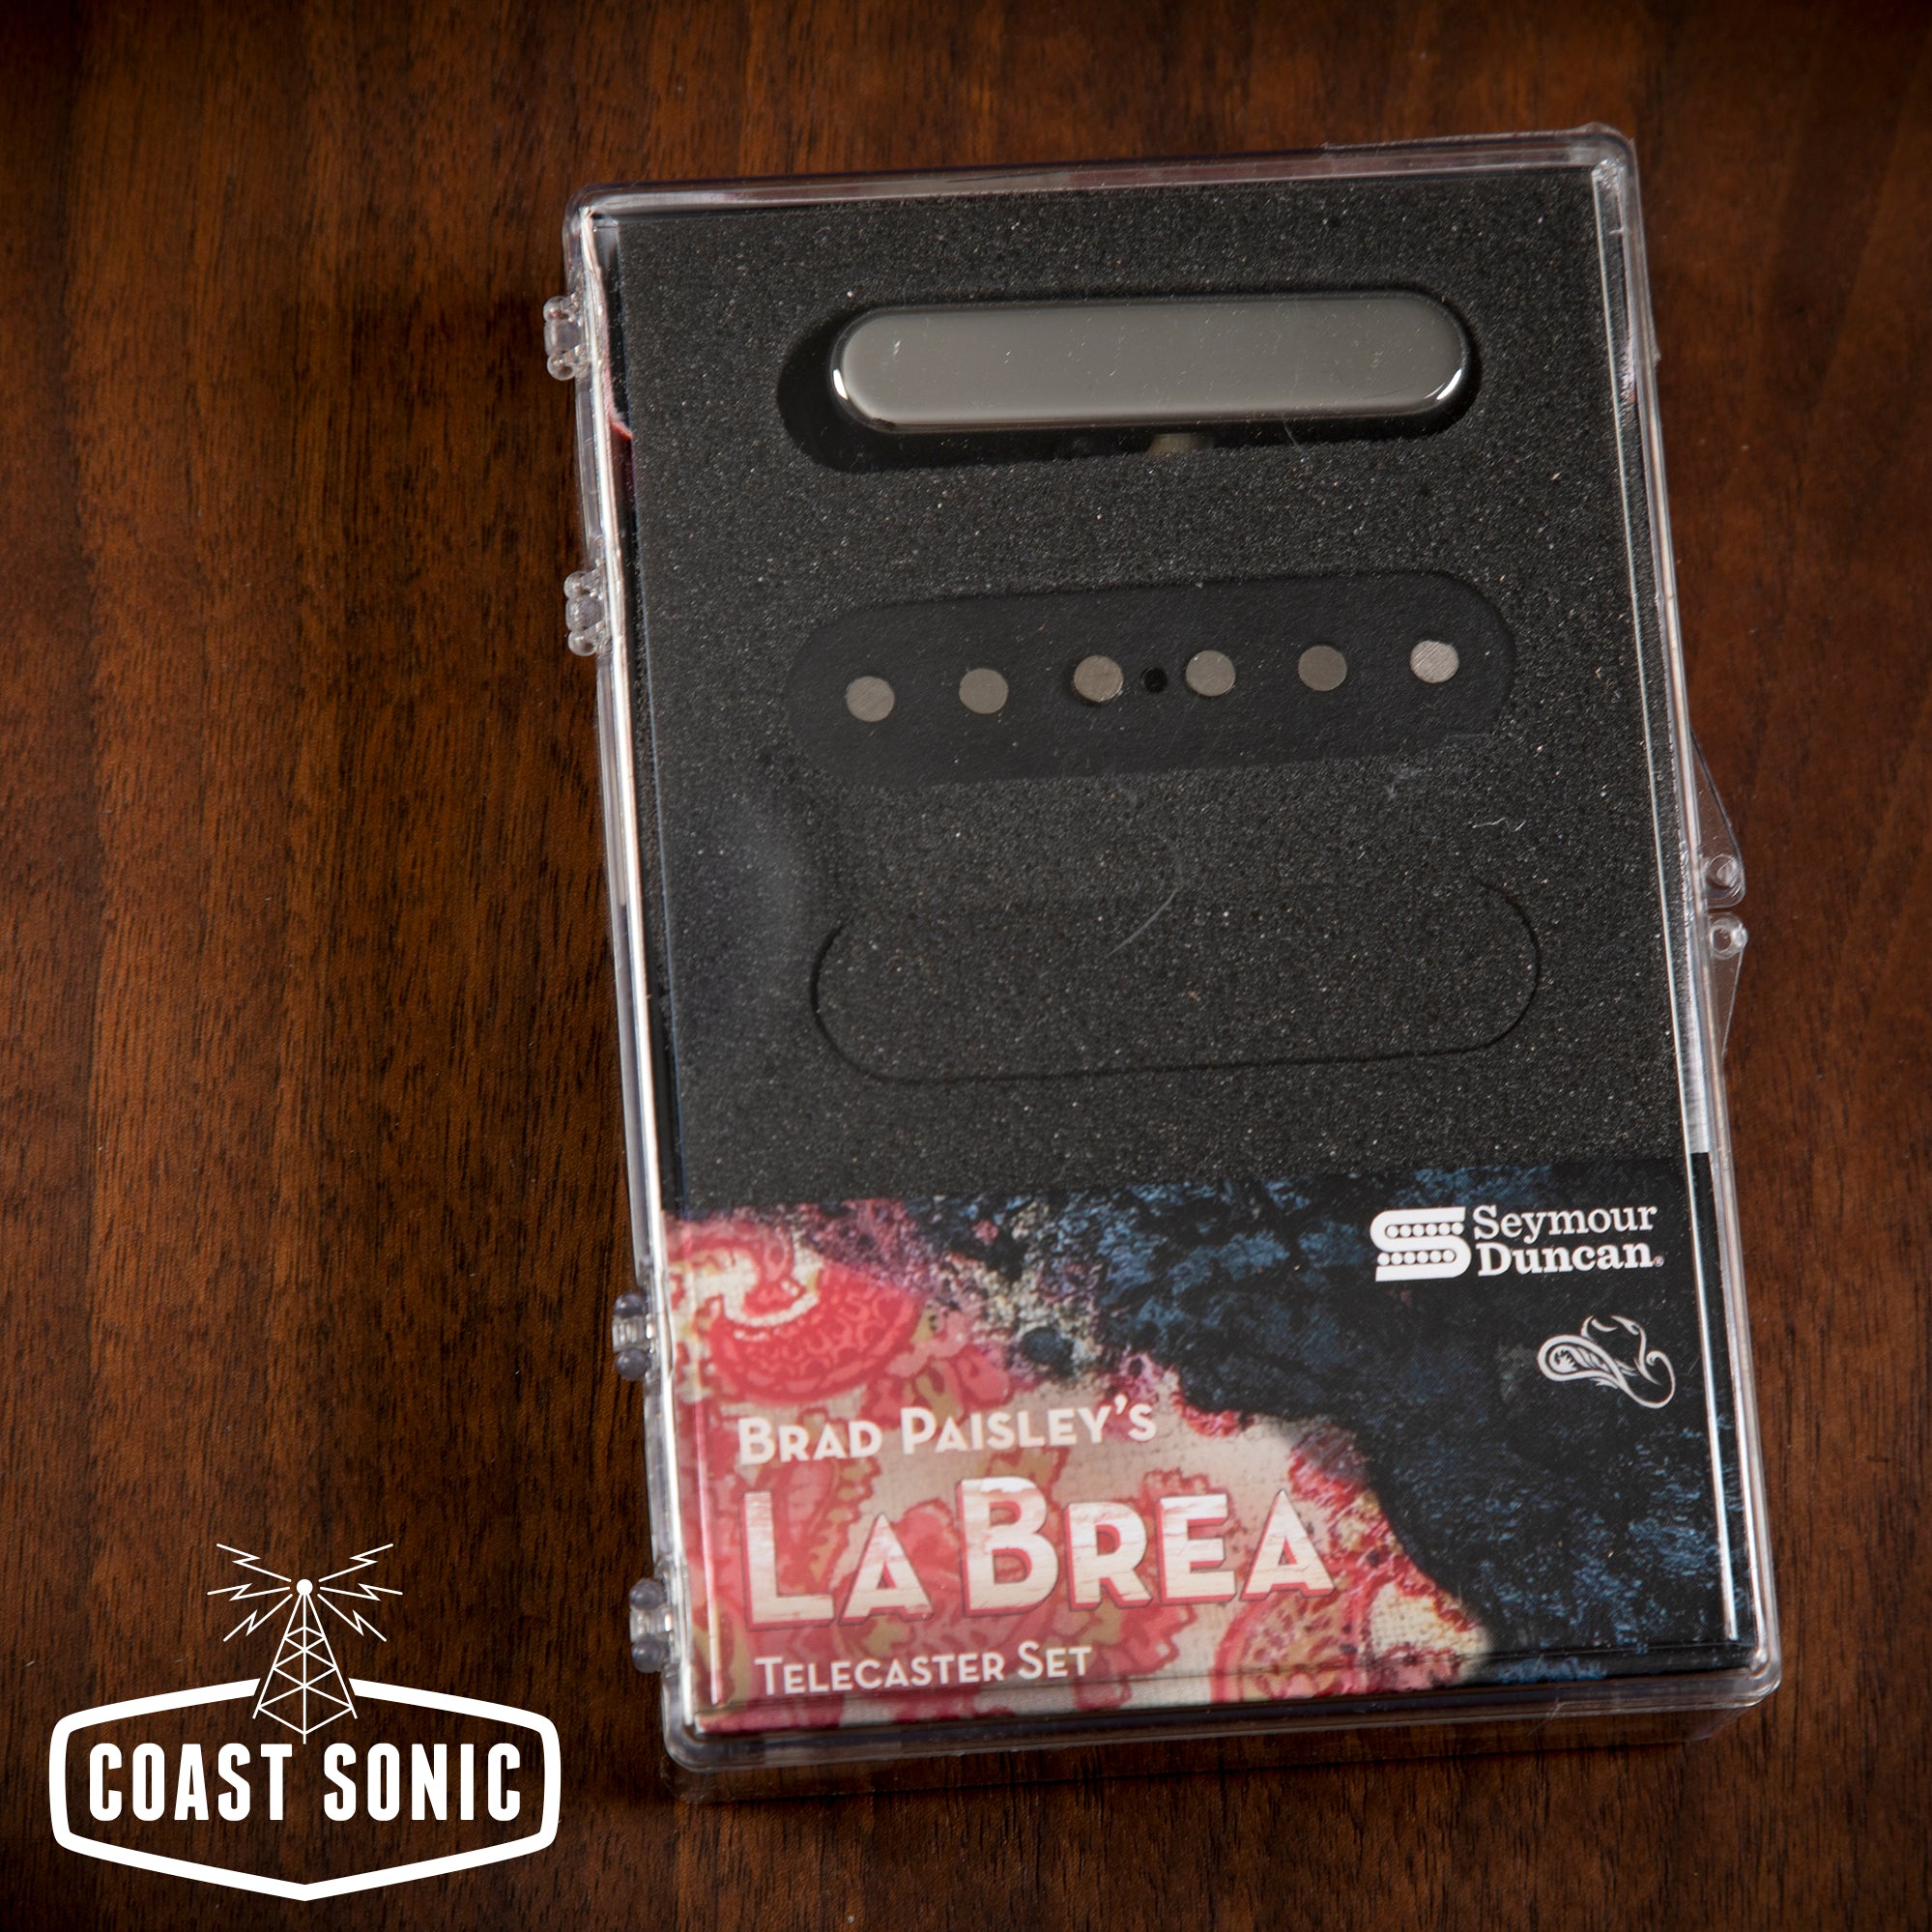 Seymour
Duncan®
BRAD PAISLEY'S
LA BREA
TELECASTER SET
COAST SONIC